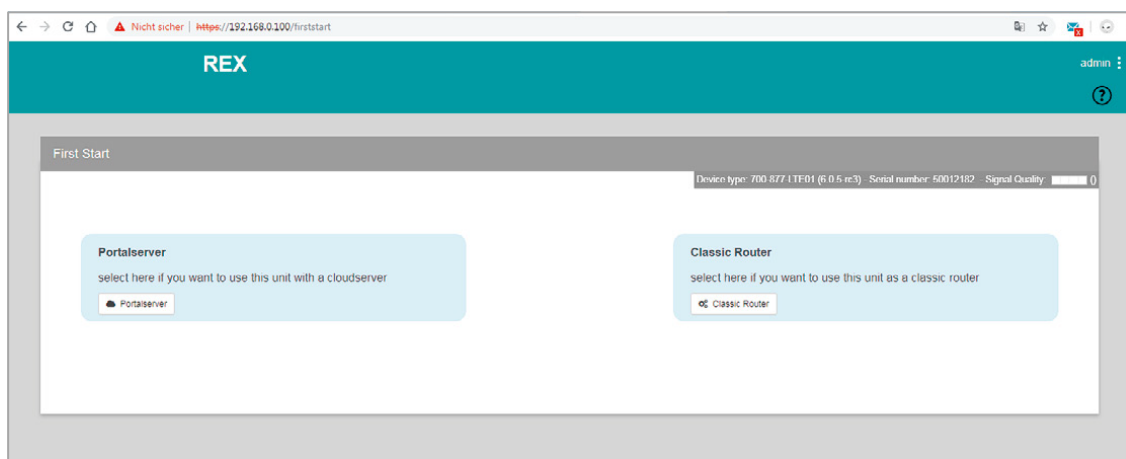 Nicht sicher | https://192.168.0.100/firststart
REX
admin
First Start
Device type: 700-877-LTE01 (6.0.5-rc3) Serial number: 50012182 Signal Quality: ()
Portalserver
select here if you want to use this unit with a cloudserver
Portalserver
Classic Router
select here if you want to use this unit as a classic router
Classic Router